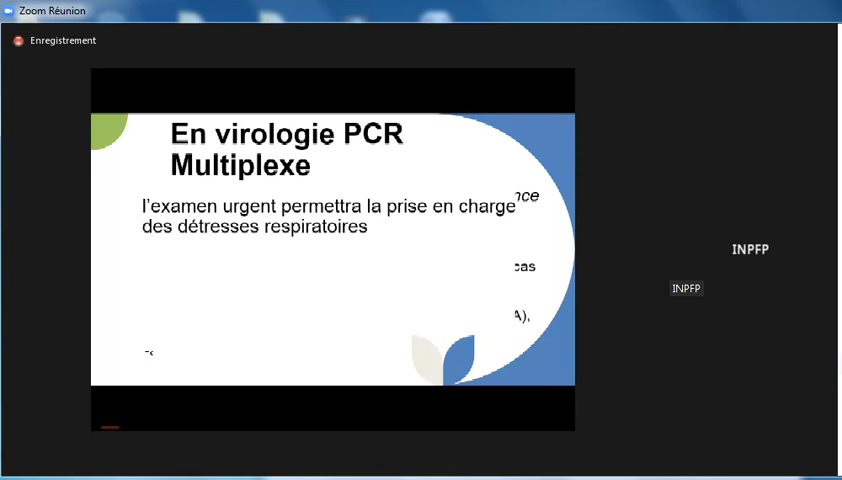 Zoom Réunion
Enregistrement
En virologie PCR
Multiplexe
l'examen urgent permettra la prise en charge
des détresses respiratoires
cas
A),
INPFP
INPFP